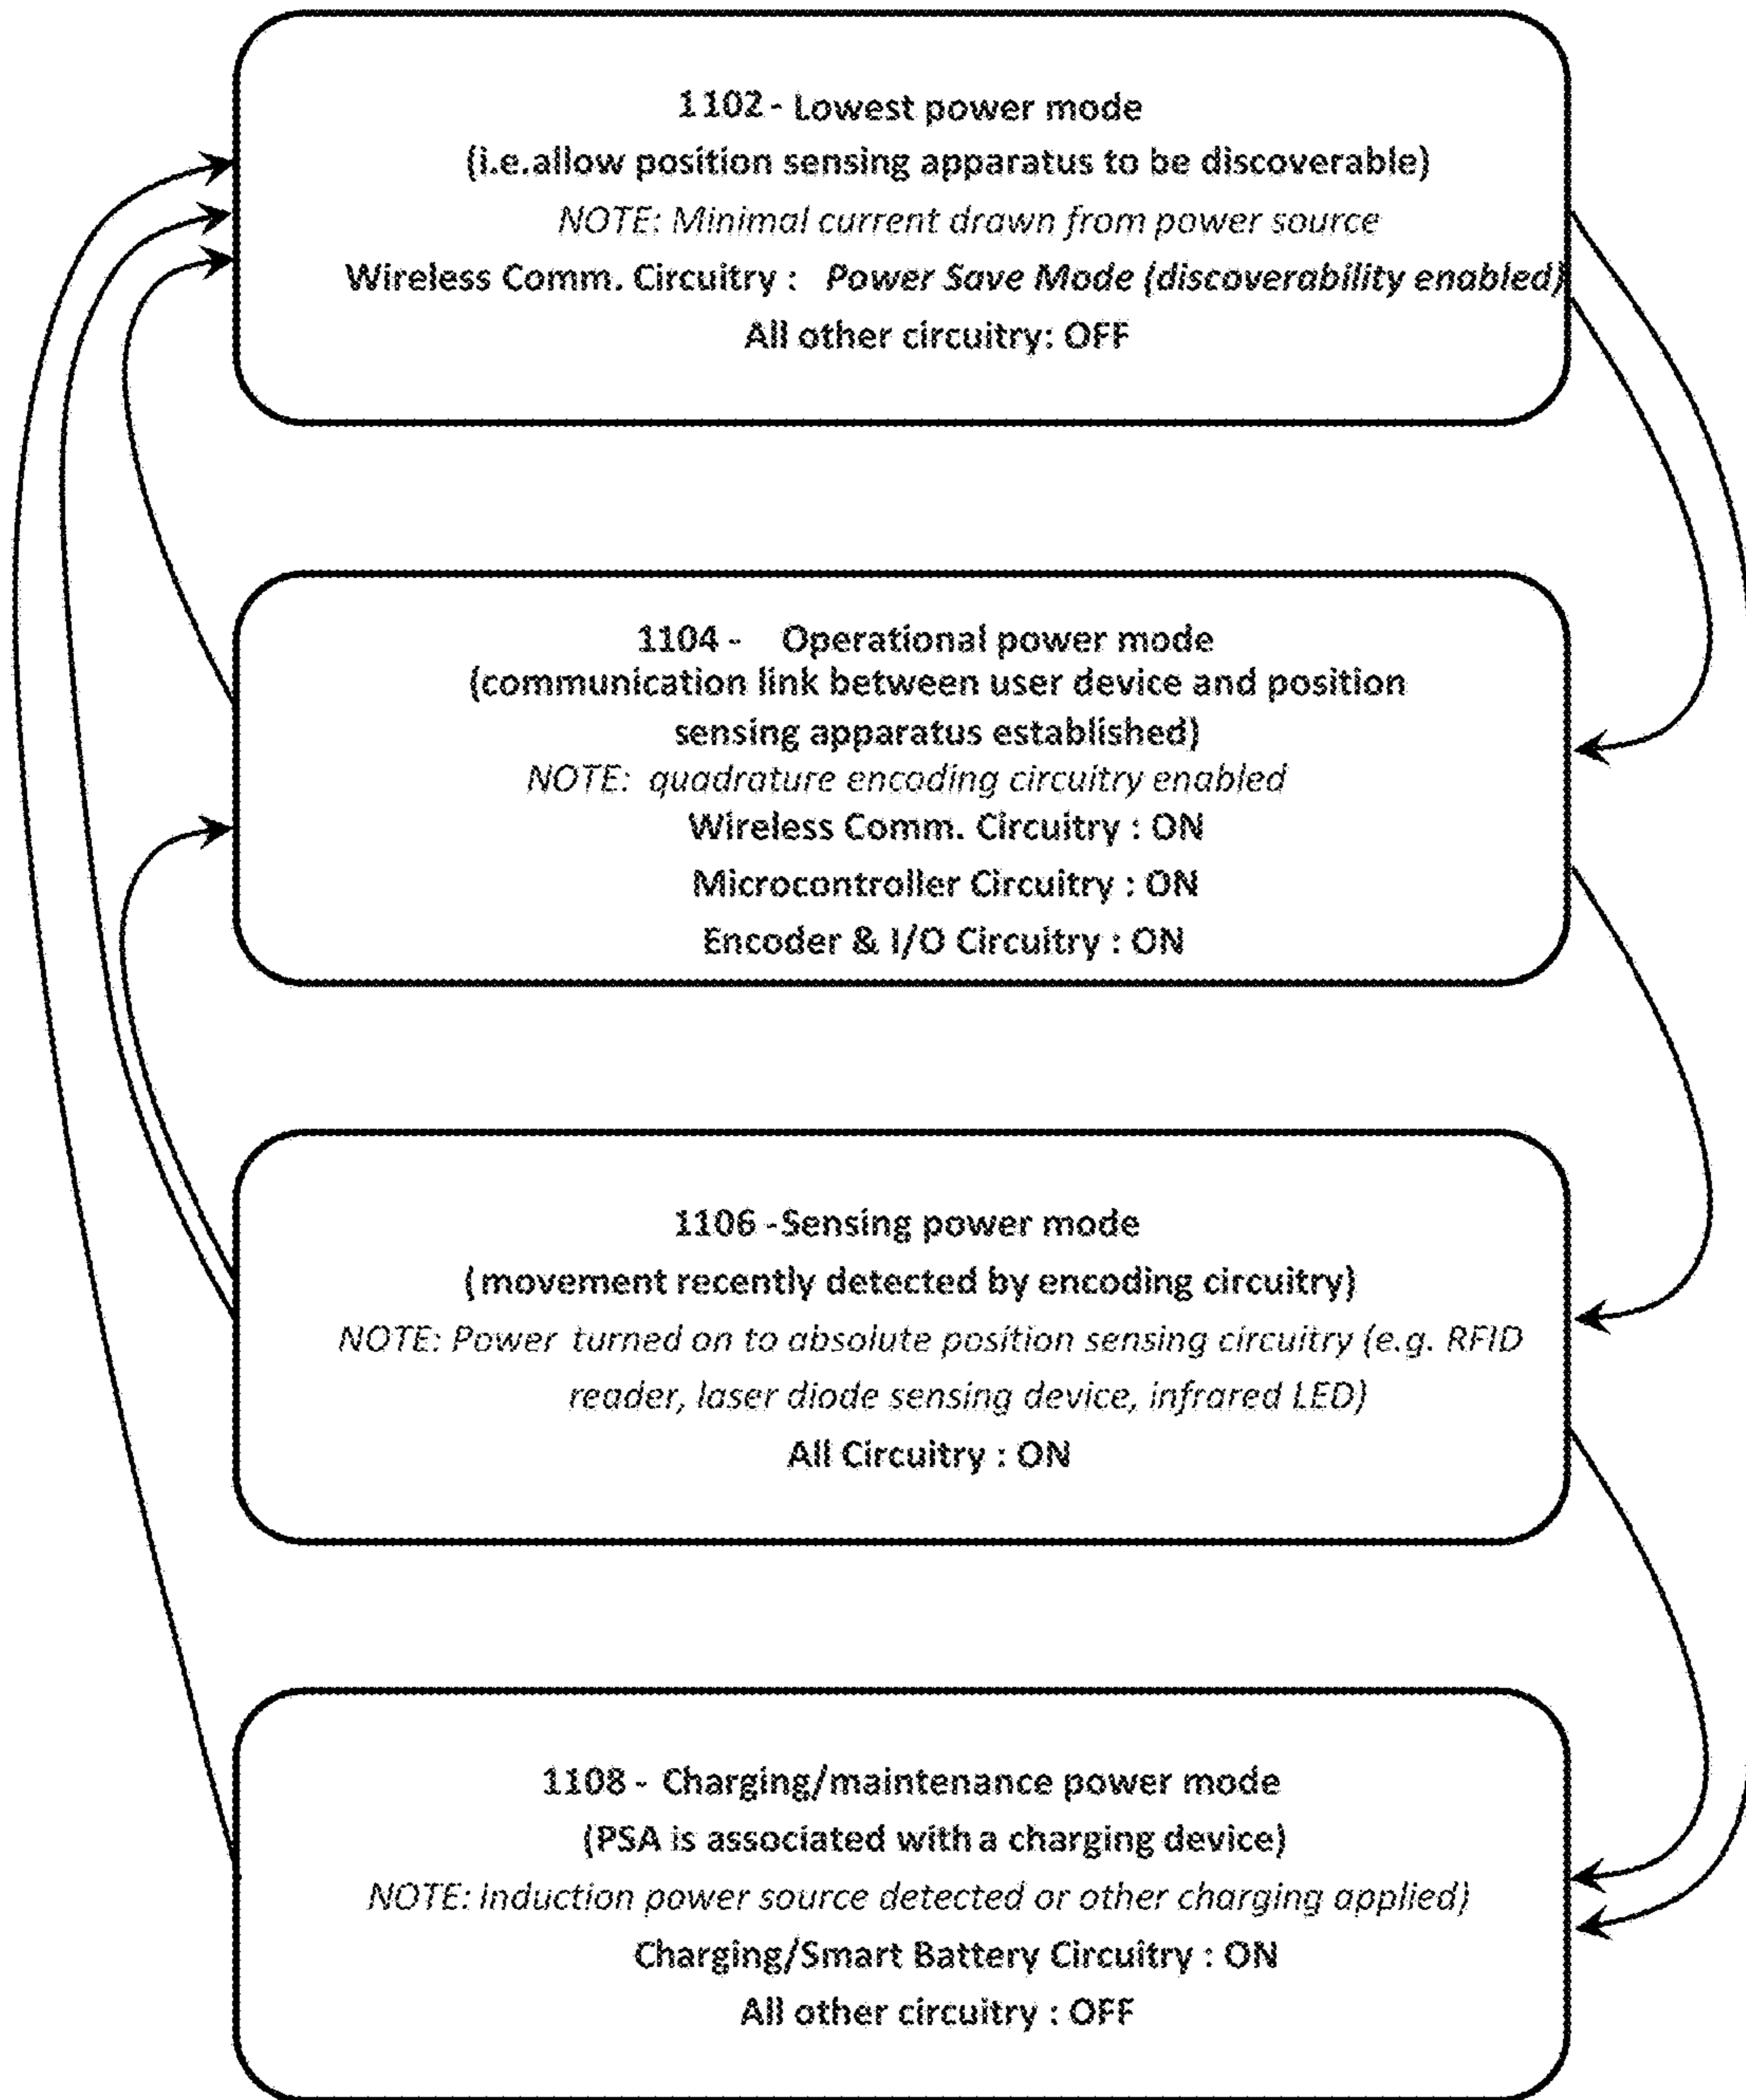 1102 - Lowest power mode
(i.e.allow position sensing apparatus to be discoverable)
NOTE: Minimal current drawn from power source
Wireless Comm. Circuitry : Power Save Mode (discoverability enabled)
All other circuitry: OFF
1104 - Operational power mode
(communication link between user device and position
sensing apparatus established)
NOTE: quadrature encoding circuitry enabled
Wireless Comm. Circuitry : ON
Microcontroller Circuitry : ON
Encoder & I/O Circuitry : ON
1106 -Sensing power mode
(movement recently detected by encoding circuitry)
NOTE: Power turned on to absolute position sensing circuitry (e.g. RFID
reader, laser diode sensing device, infrared LED)
All Circuitry : ON
1108 - Charging/maintenance power mode
(PSA is associated with a charging device)
NOTE: Induction power source detected or other charging applied)
Charging/Smart Battery Circuitry : ON
All other circuitry : OFF